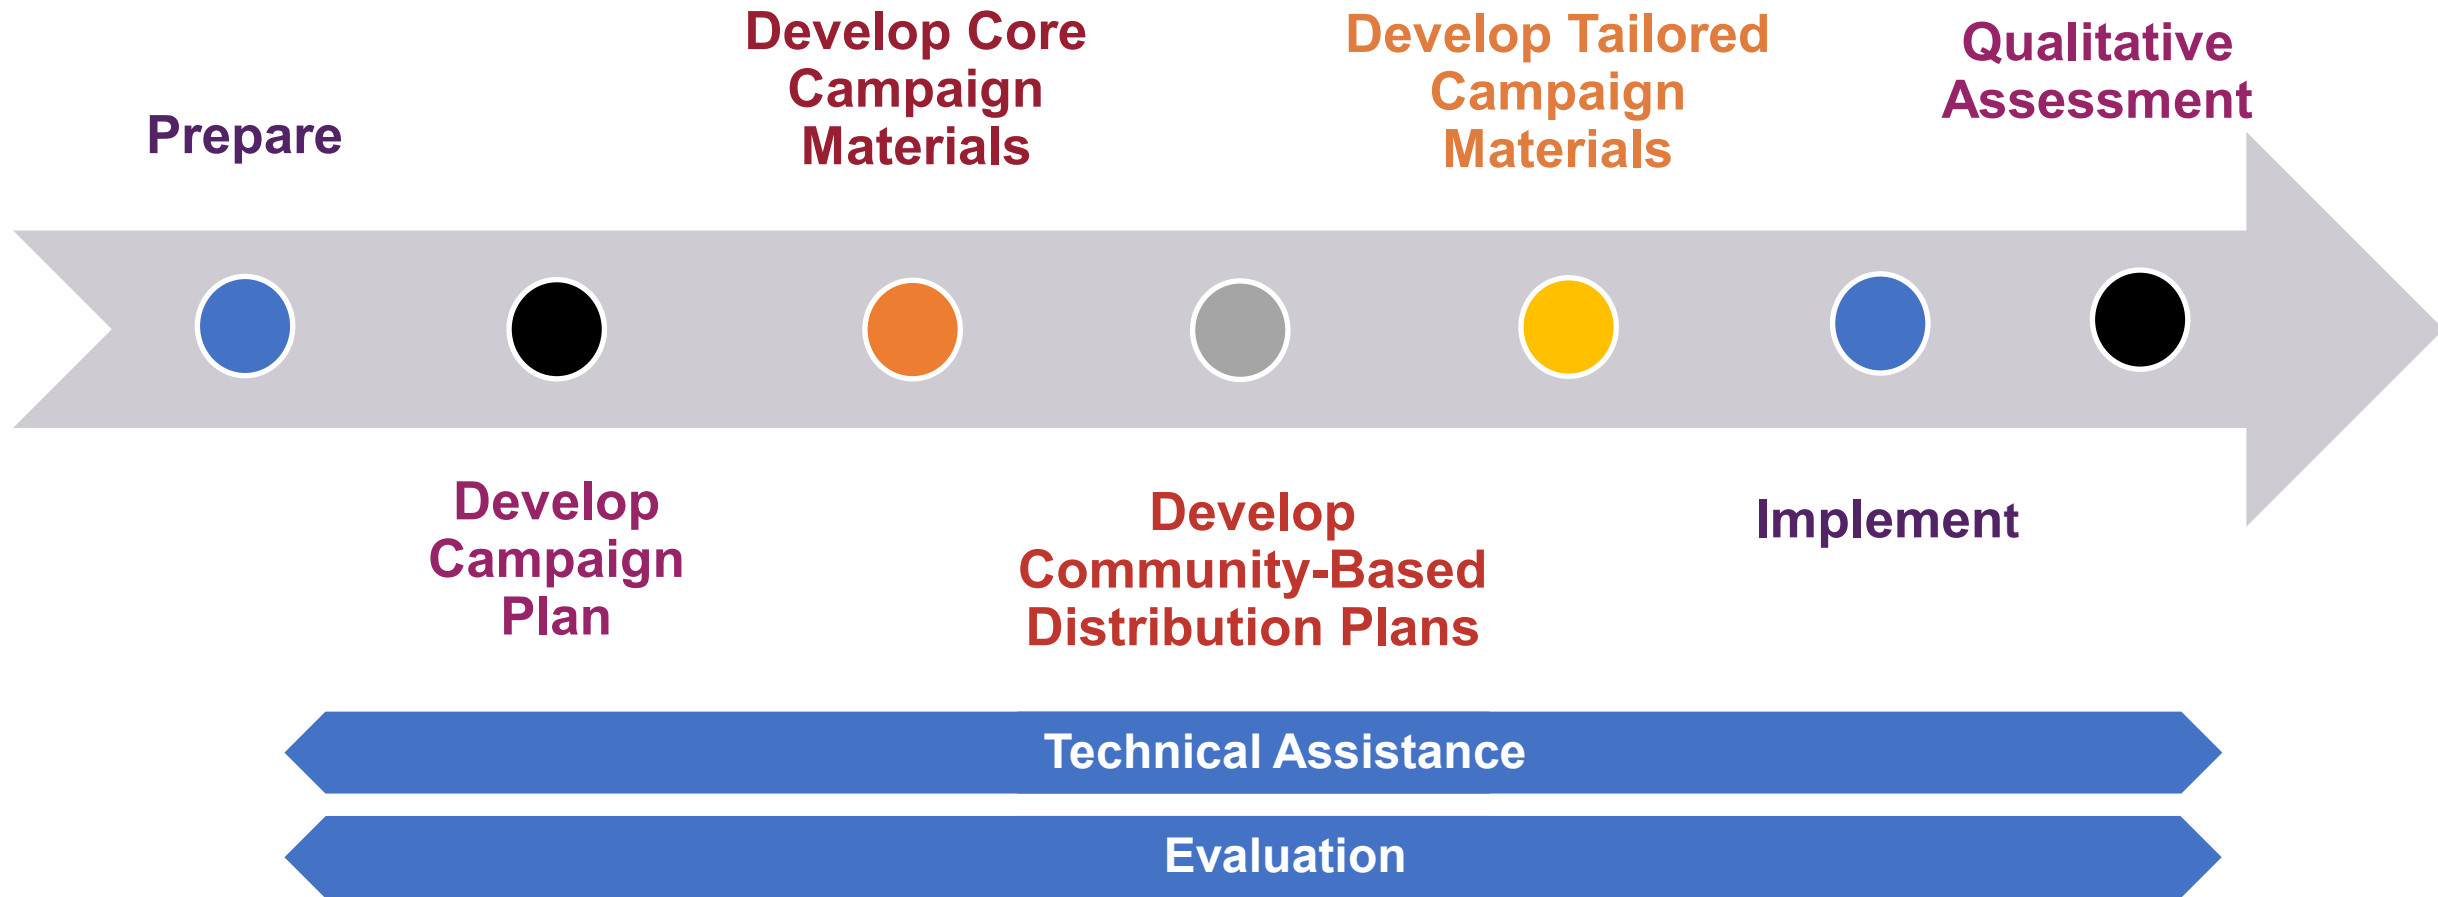 Prepare
Develop Core
Campaign
Materials
Develop Tailored
Campaign
Materials
Qualitative
Assessment
Develop
Campaign
Plan
Develop
Community-Based
Distribution Plans
Implement
Technical Assistance
Evaluation